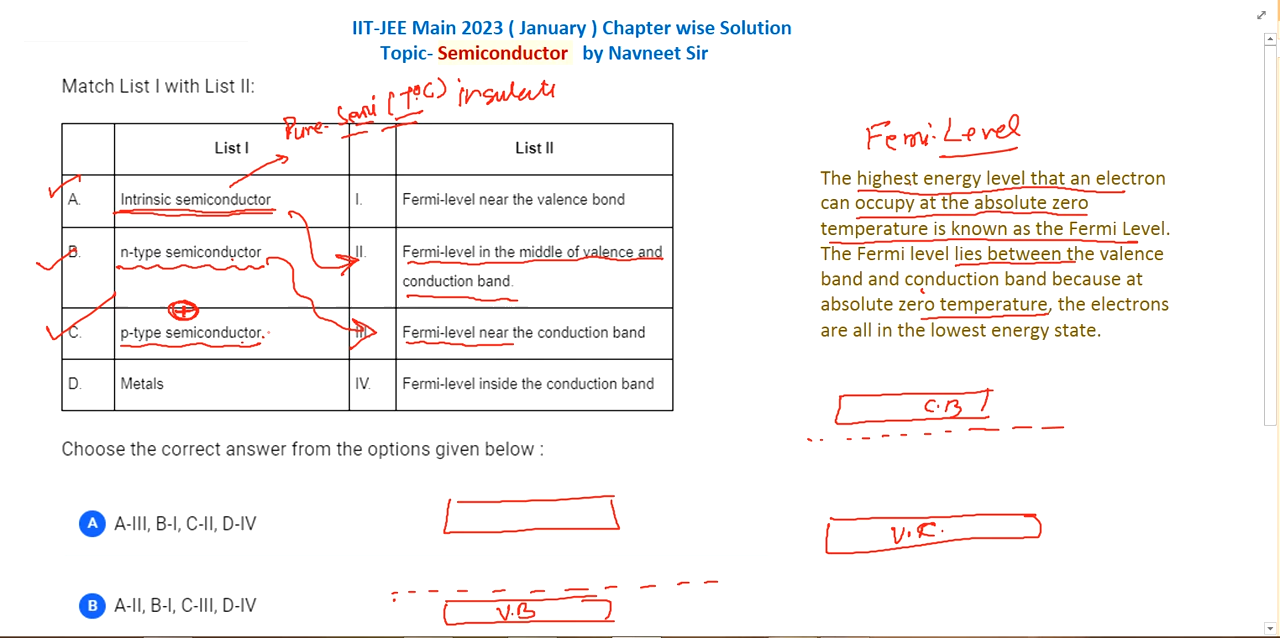 IIT-JEE Main 2023 ( January ) Chapter wise Solution
Topic- Semiconductor by Navneet Sir
Match List I with List II:
Pure- Semi (T°C) insulate
List I
List II
A.
Intrinsic semiconductor
I.
Fermi-level near the valence bond
B.
n-type semiconductor
II.
Fermi-level in the middle of valence and
conduction band.
C.
p-type semiconductor.
III.
Fermi-level near the conduction band
D.
Metals
IV.
Fermi-level inside the conduction band
Choose the correct answer from the options given below :
A A-III, B-I, C-II, D-IV
B A-II, B-I, C-III, D-IV
V.B
Femi-Level
The highest energy level that an electron
can occupy at the absolute zero
temperature is known as the Fermi Level.
The Fermi level lies between the valence
band and conduction band because at
absolute zero temperature, the electrons
are all in the lowest energy state.
C.B